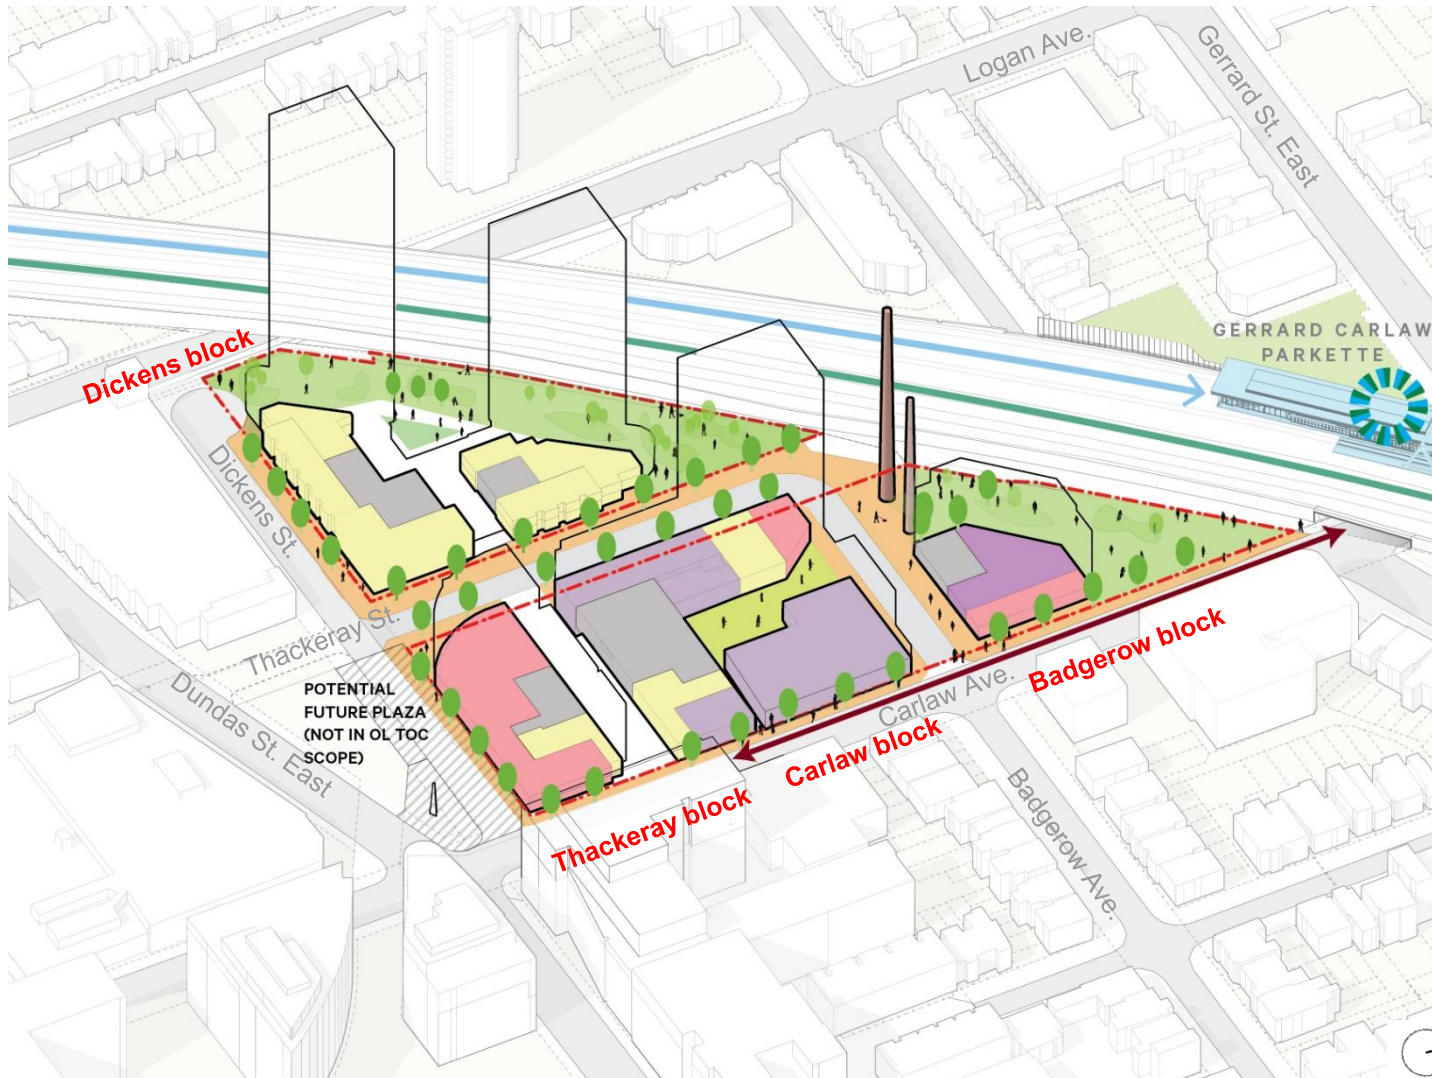 Logan Ave.
Gerrard St. East
GERRARD CARLAW
PARKETTE
Dickens block
Dickens St.
Thackeray St.
Dundas St. East
POTENTIAL
FUTURE PLAZA
(NOT IN OL TOC
SCOPE)
Badgerow block
Carlaw Ave.
Carlaw block
Thackeray block
Badgerow Ave.